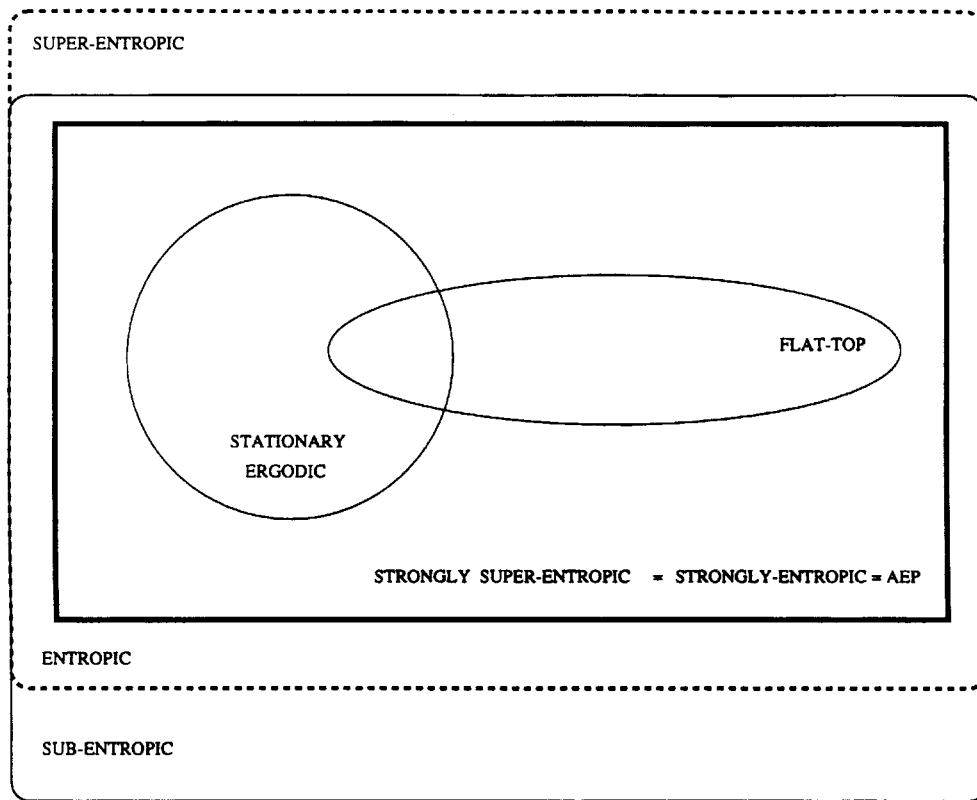 SUPER-ENTROPIC
FLAT-TOP
STATIONARY
ERGODIC
STRONGLY SUPER-ENTROPIC = STRONGLY-ENTROPIC = AEP
ENTROPIC
SUB-ENTROPIC